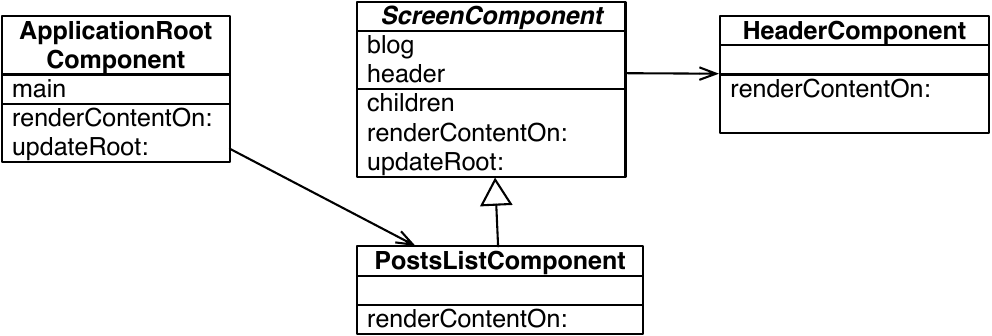 ApplicationRoot
Component
main
renderContentOn:
updateRoot:
ScreenComponent
blog
header
children
renderContentOn:
updateRoot:
HeaderComponent
renderContentOn:
PostsListComponent
renderContentOn: